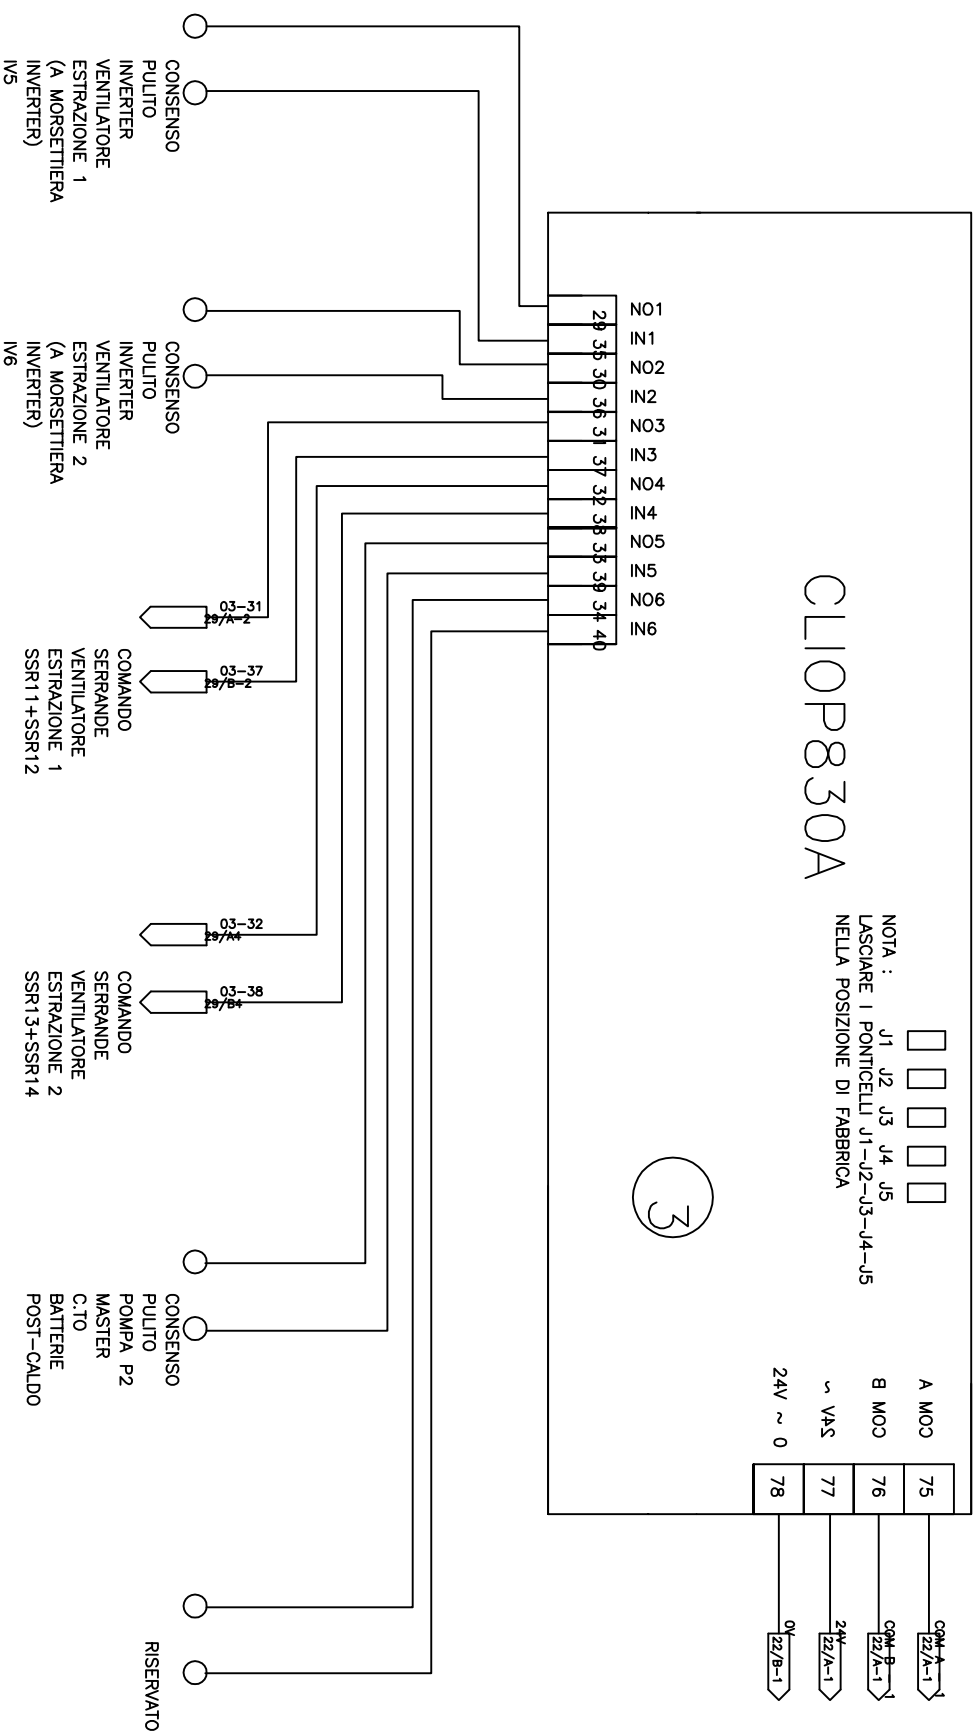 CONSENSO
PULITO
INVERTER
VENTILATORE
ESTRAZIONE 1
(A MORSETTIERA
INVERTER)
IV5
CONSENSO
PULITO
INVERTER
VENTILATORE
ESTRAZIONE 2
(A MORSETTIERA
INVERTER)
IV6
NO1
29
IN1
35
NO2
30
IN2
36
NO3
31
IN3
37
NO4
32
IN4
38
NO5
33
IN5
39
NO6
34
IN6
40
03-31
29/A-2
03-37
29/B-2
COMANDO
SERRANDE
VENTILATORE
ESTRAZIONE 1
SSR11+SSR12
03-32
29/A4
03-38
29/B4
COMANDO
SERRANDE
VENTILATORE
ESTRAZIONE 2
SSR13+SSR14
CLIOP830A
J1 J2 J3 J4 J5
NOTA :
LASCIARE I PONTICELLI J1-J2-J3-J4-J5
NELLA POSIZIONE DI FABBRICA
3
CONSENSO
PULITO
POMPA P2
MASTER
C.TO
BATTERIE
POST-CALDO
COM A
75
COM A - 1
22/A-1
COM B
76
COM B - 1
22/A-1
24V ~
77
24V
22/A-1
24V ~ 0
78
0V
22/B-1
RISERVATO